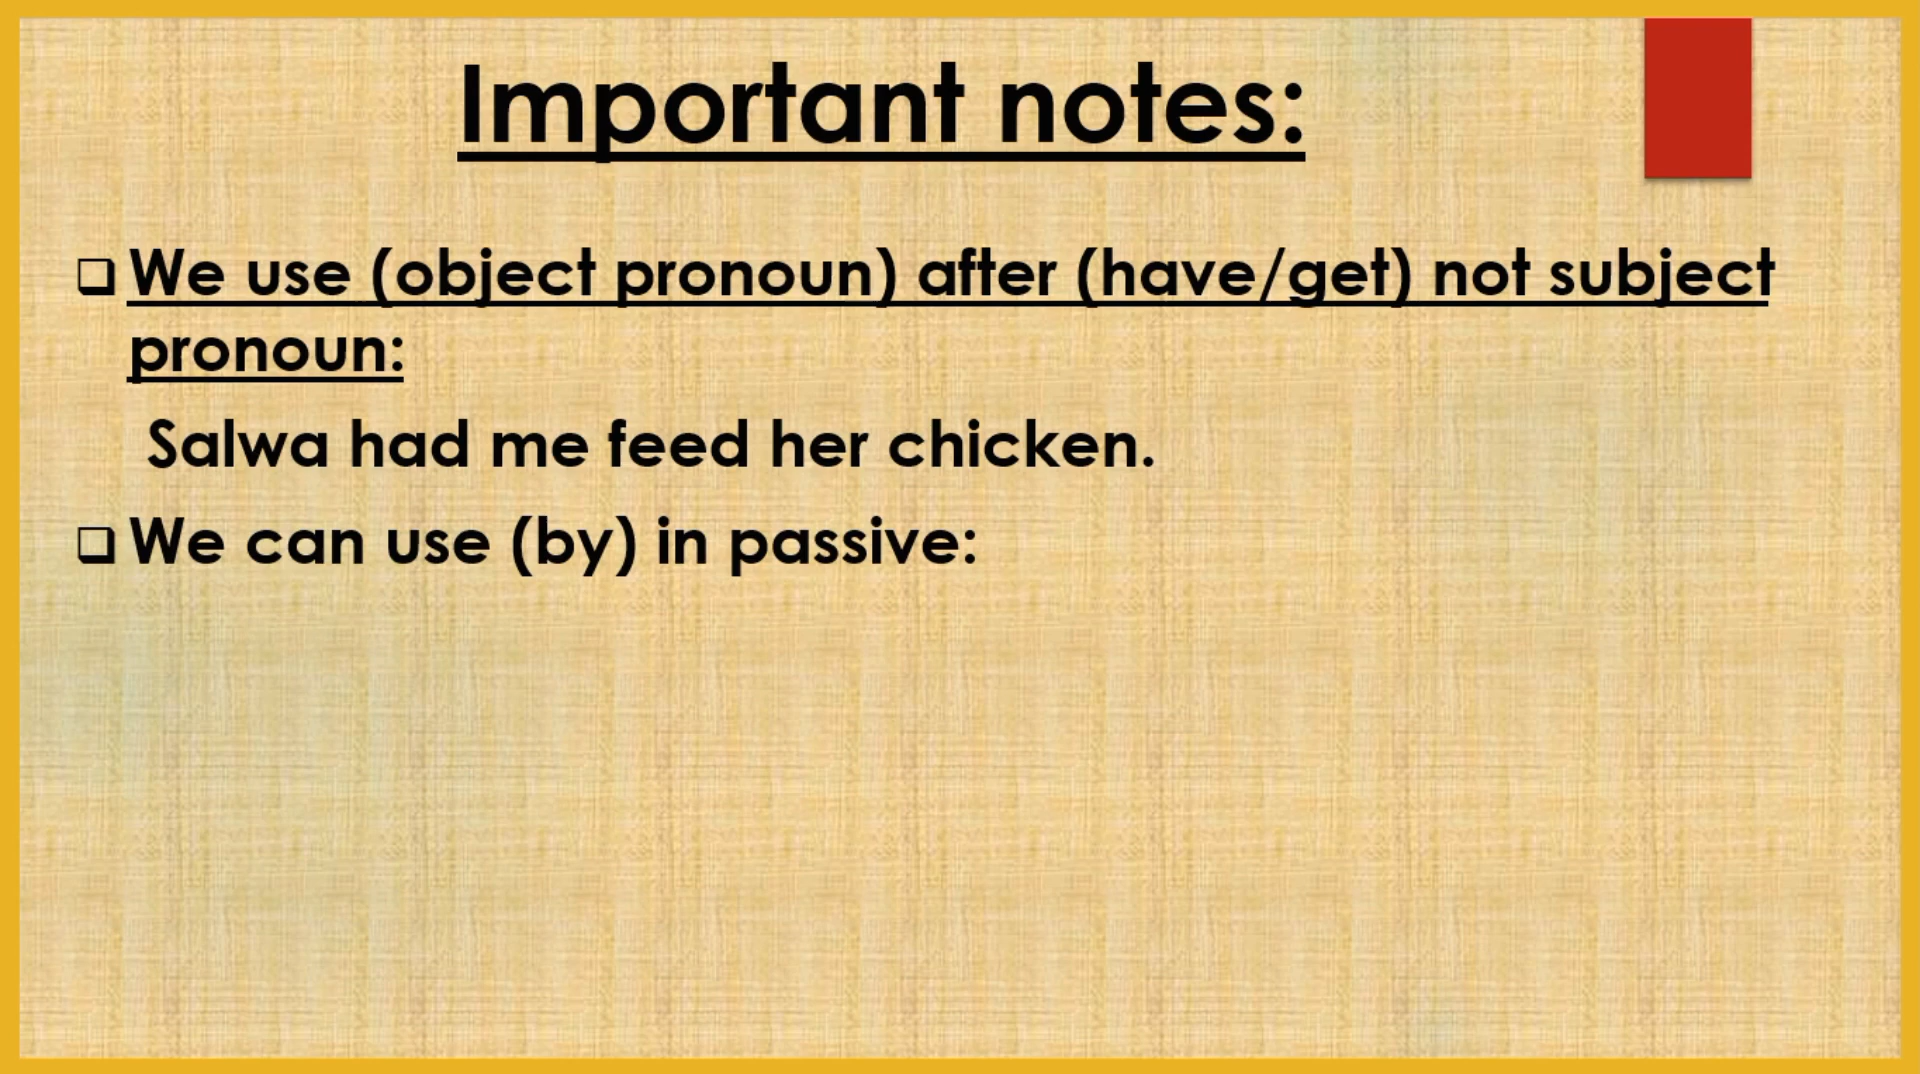 Important notes:
We use (object pronoun) after (have/get) not subject
pronoun:
Salwa had me feed her chicken.
We can use (by) in passive: